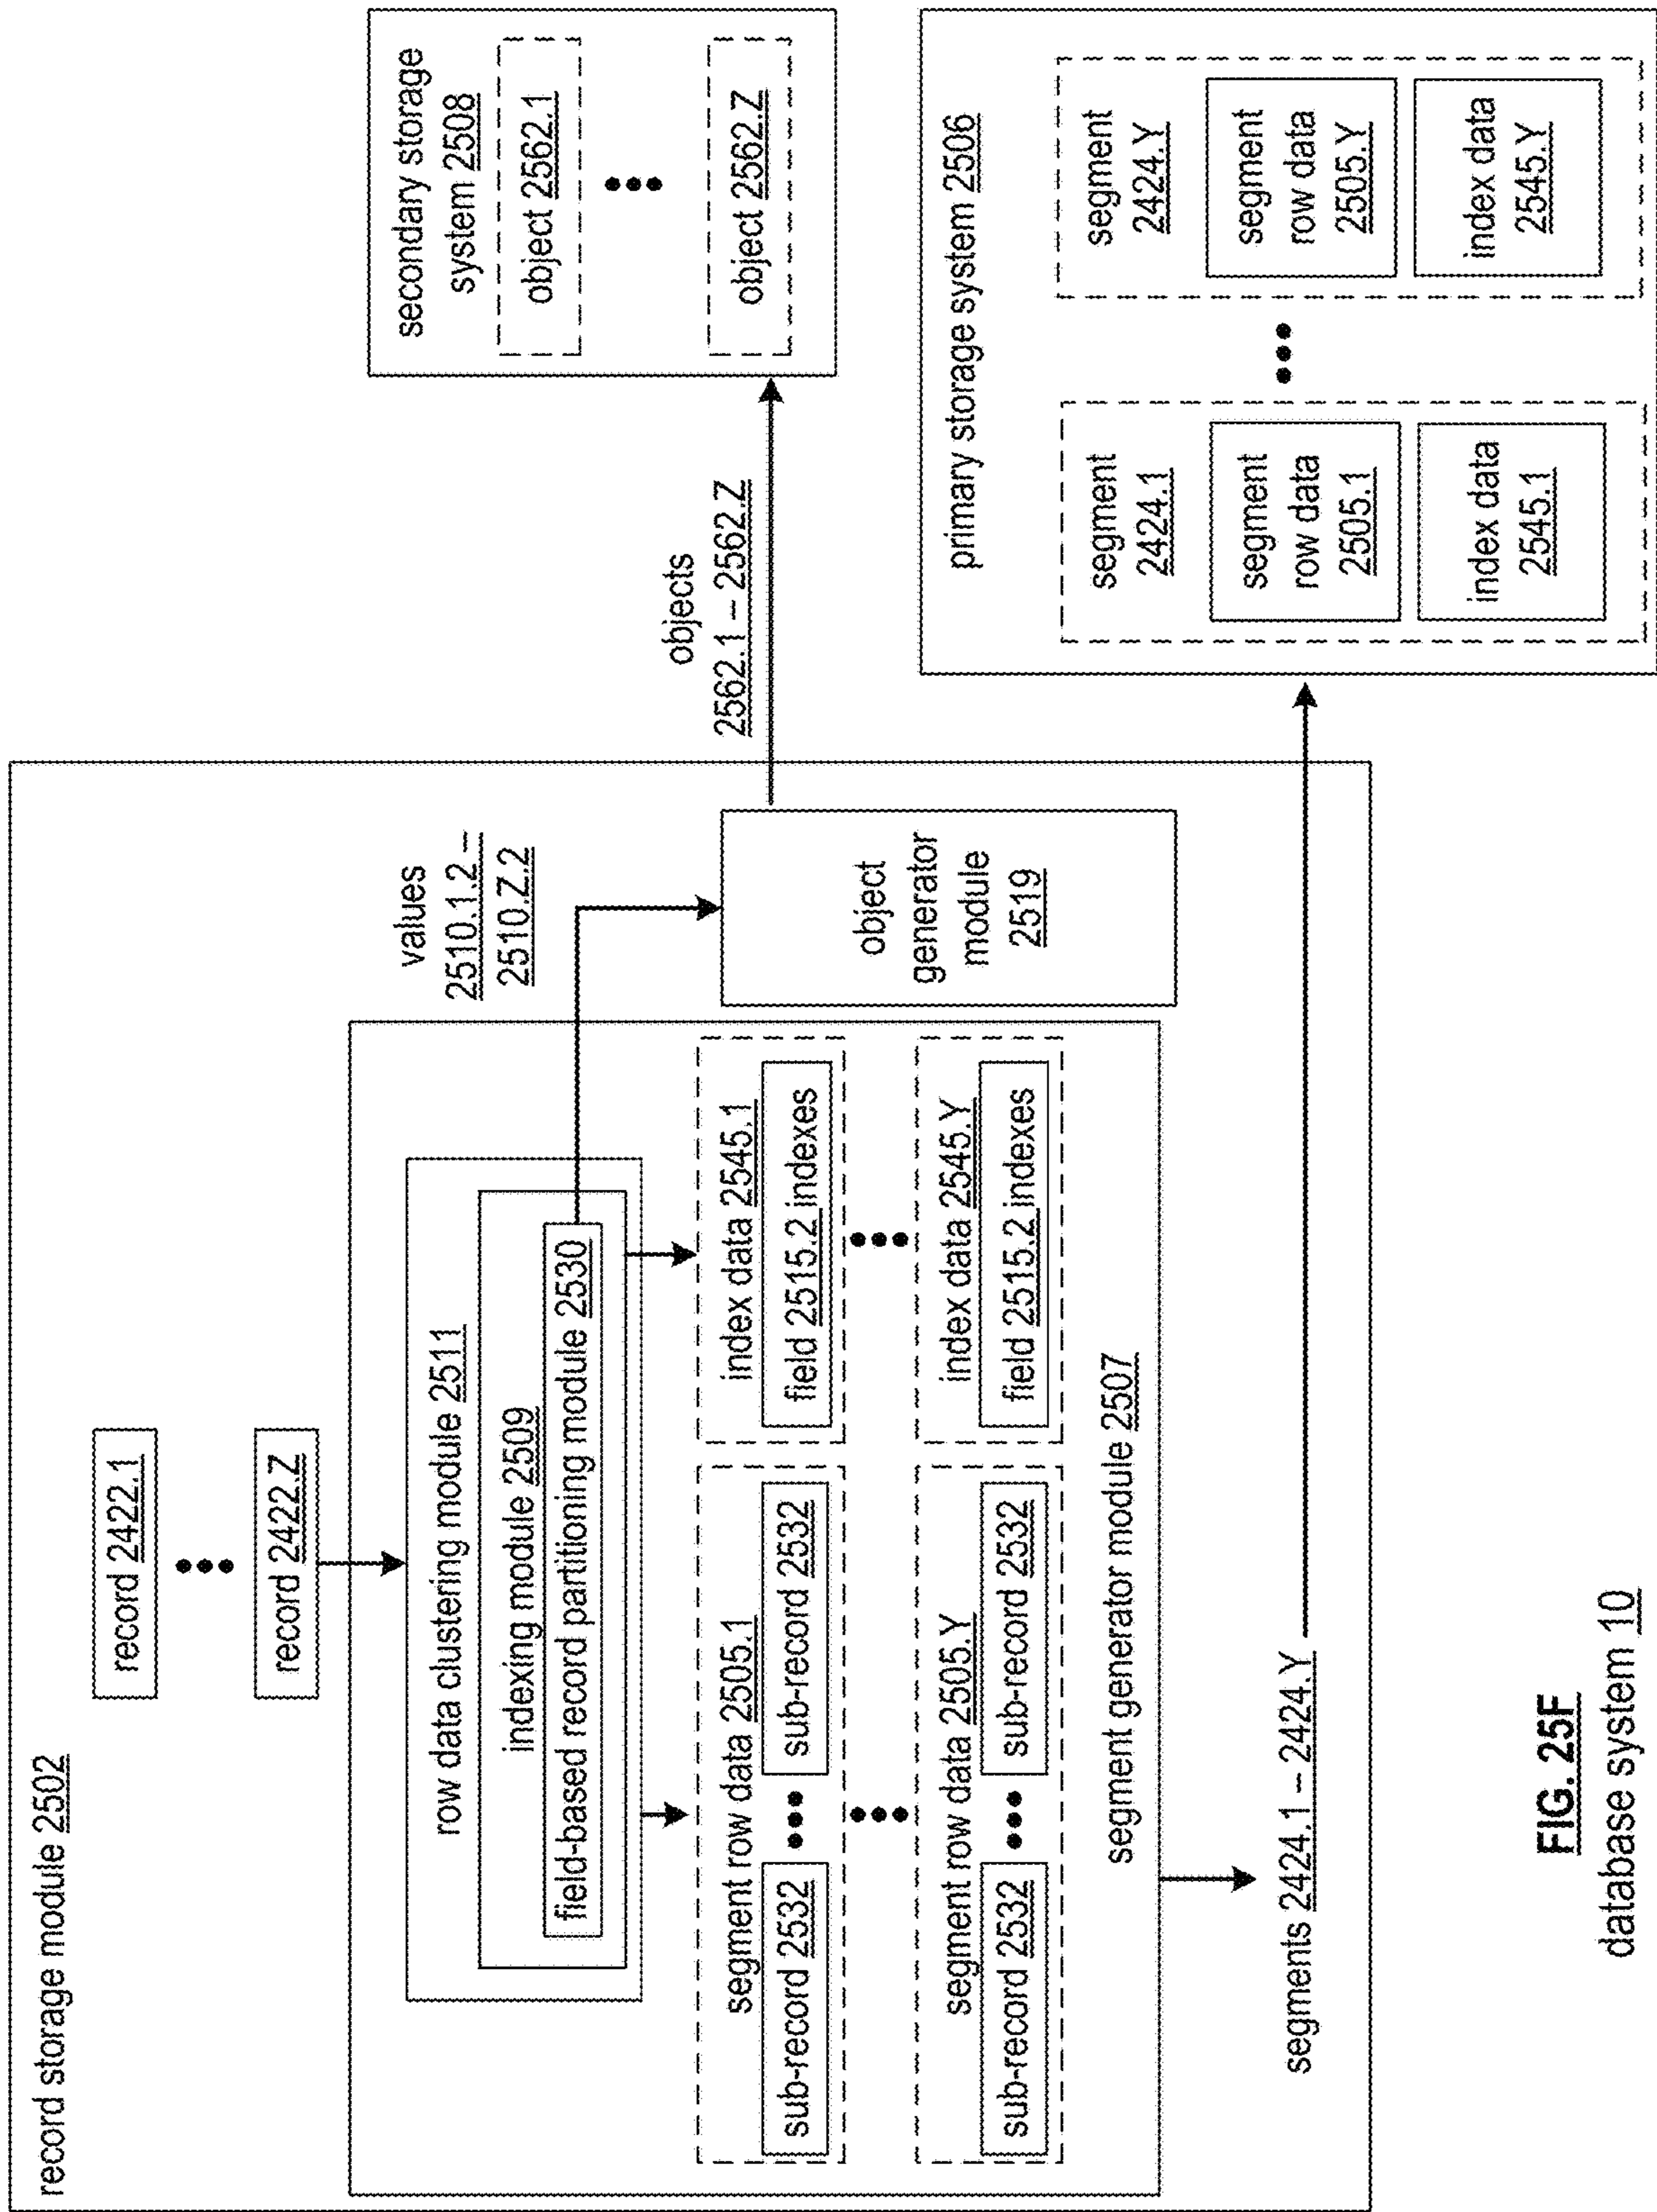 record storage module 2502
record 2422.1
record 2422.Z
row data clustering module 2511
indexing module 2509
field-based record partitioning module 2530
values
2510.1.2 –
2510.Z.2
segment row data 2505.1
sub-record 2532
sub-record 2532
index data 2545.1
field 2515.2 indexes
segment row data 2505.Y
sub-record 2532
sub-record 2532
index data 2545.Y
field 2515.2 indexes
segment generator module 2507
object
generator
module
2519
segments 2424.1 – 2424.Y
objects
2562.1 – 2562.Z
secondary storage
system 2508
object 2562.1
object 2562.Z
primary storage system 2506
segment
2424.1
segment
row data
2505.1
index data
2545.1
segment
2424.Y
segment
row data
2505.Y
index data
2545.Y
FIG. 25F
database system 10